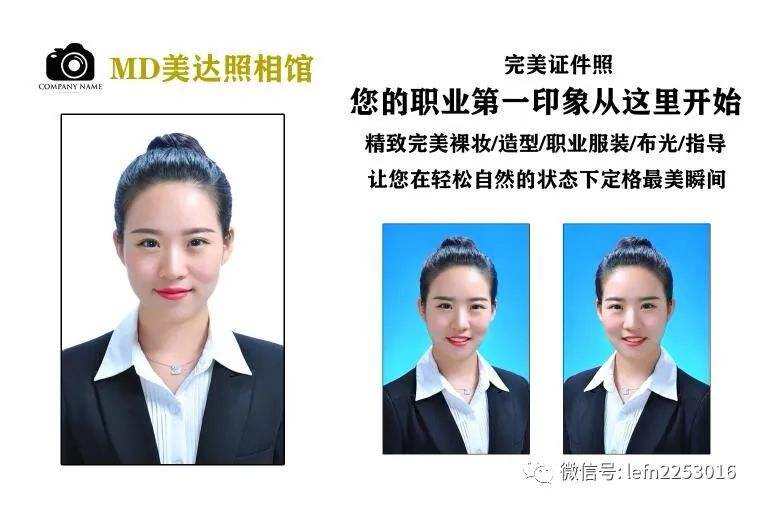 MD美达照相馆
COMPANY NAME
完美证件照
您的职业第一印象从这里开始
精致完美裸妆/造型/职业服装/布光/指导
让您在轻松自然的状态下定格最美瞬间
微信号: lefn2253016